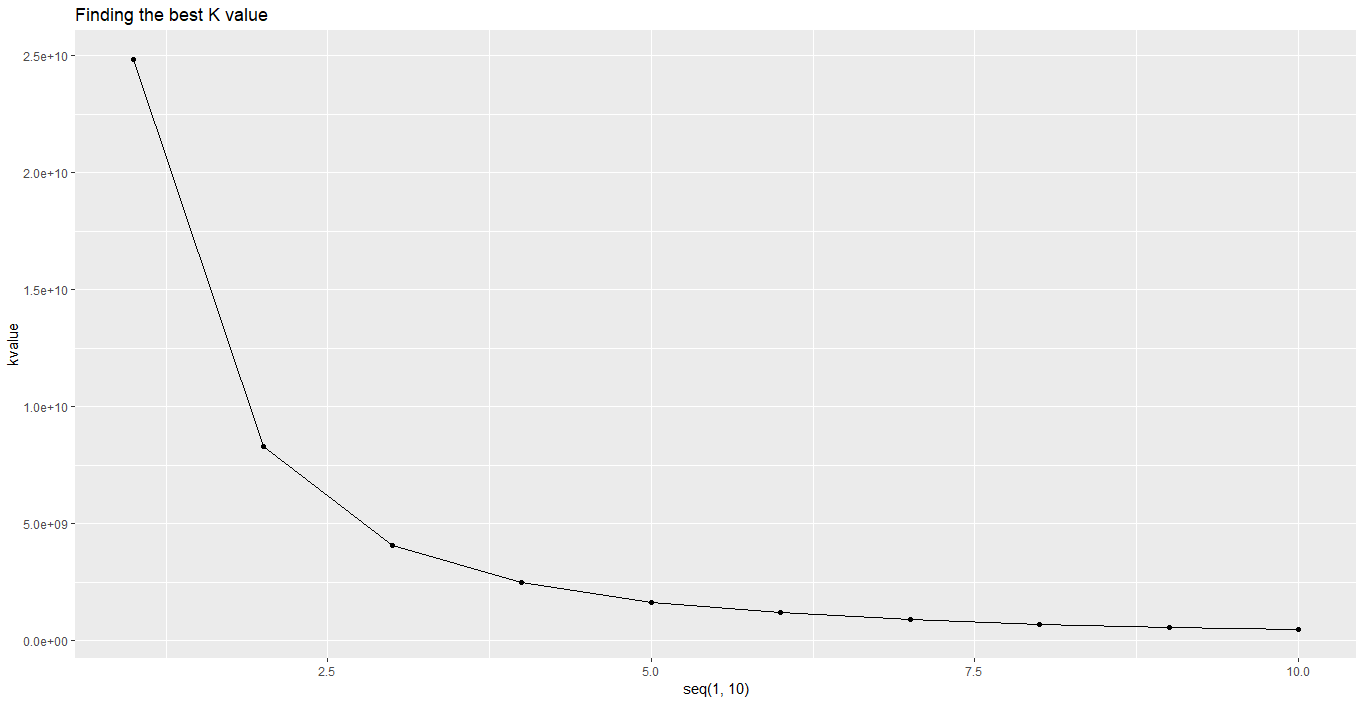 Finding the best K value
2.5e+10
2.0e+10
1.5e+10
1.0e+10
5.0e+09
0.0e+00
kvalue
2.5
5.0
7.5
10.0
seq(1, 10)